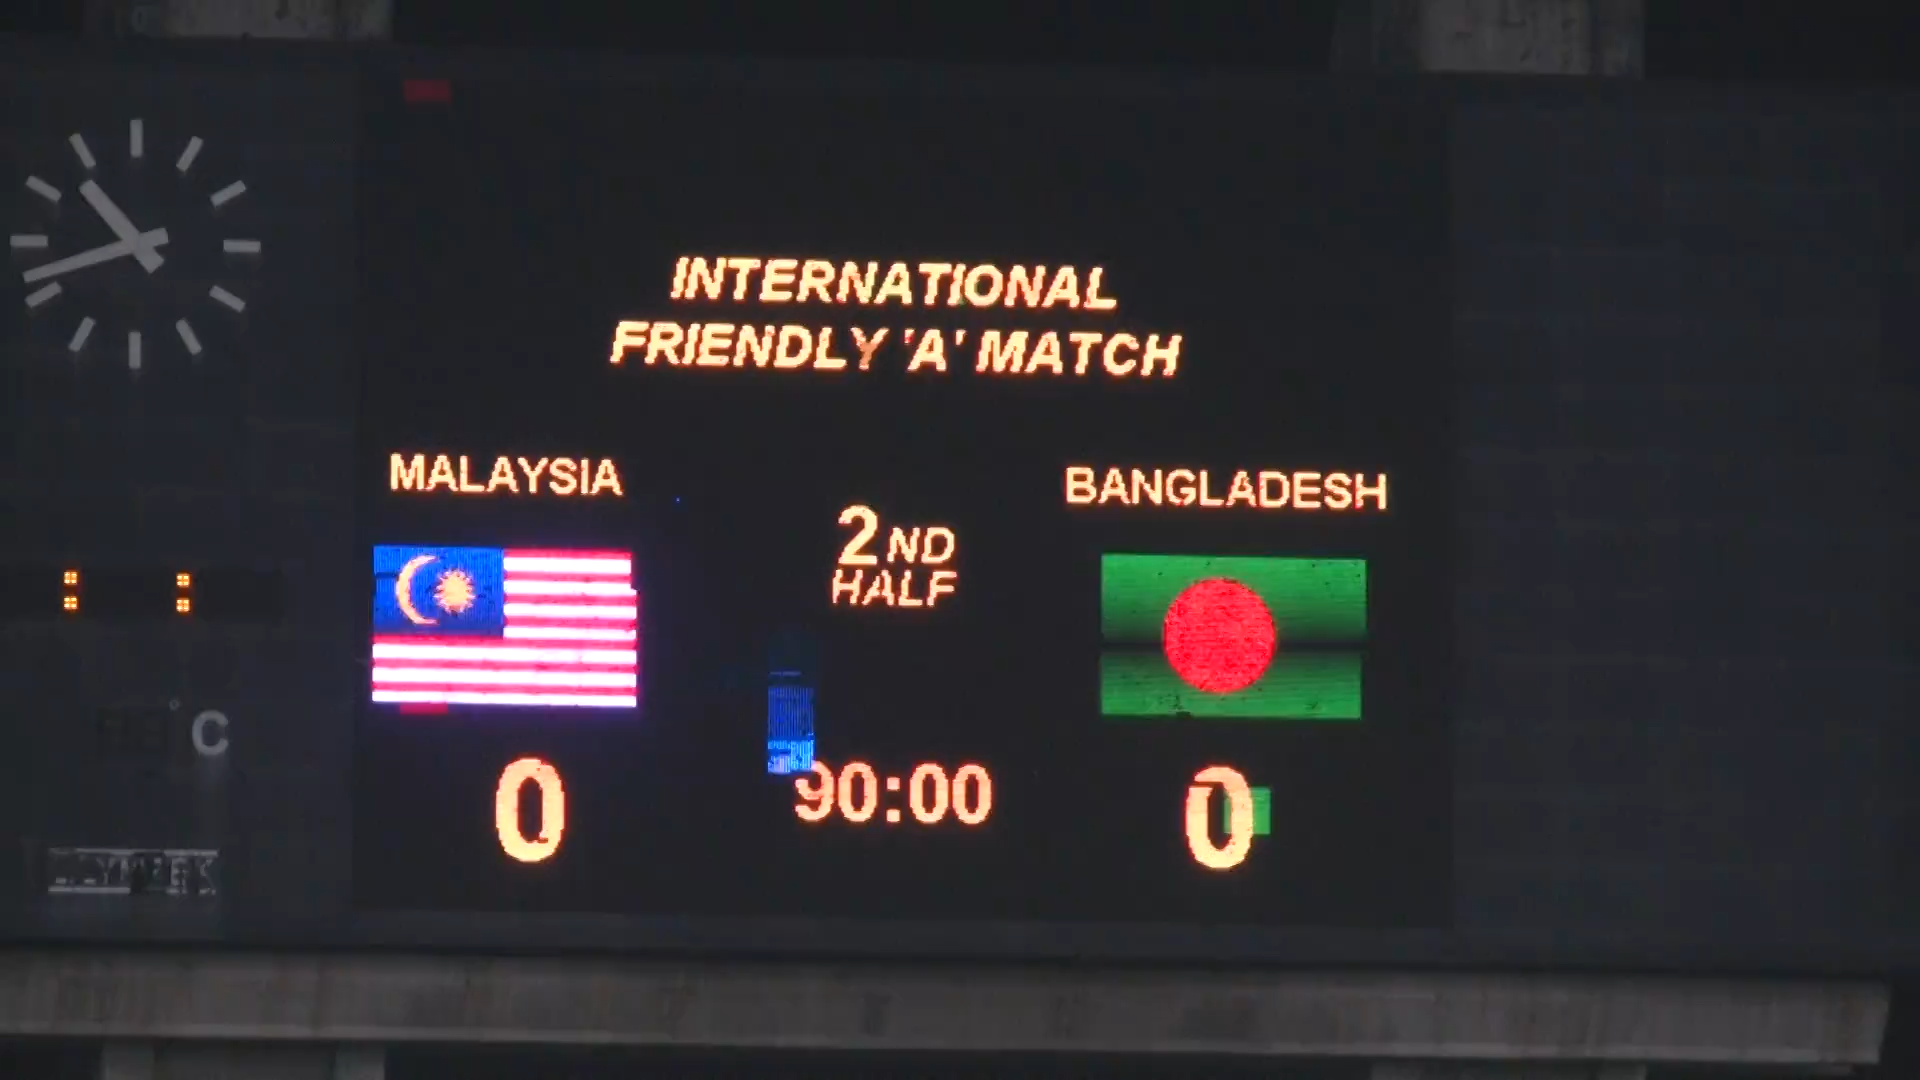 INTERNATIONAL
FRIENDLY 'A' MATCH
MALAYSIA
BANGLADESH
2ND
HALF
0
90:00
0
°C